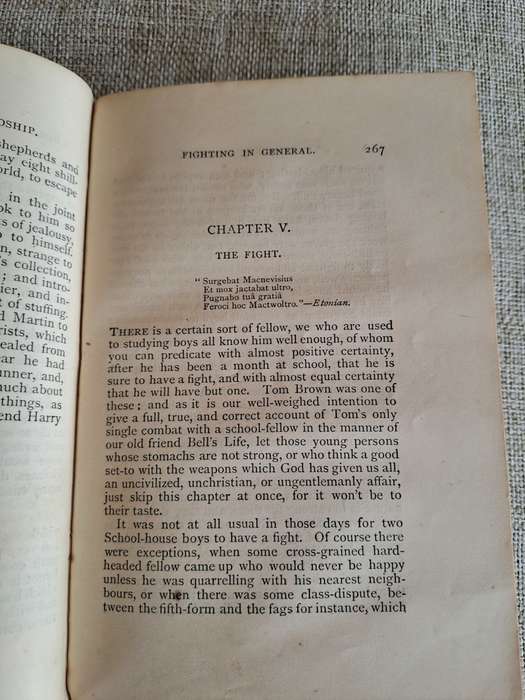 DSHIP.
shepherds and
ay eight shill-
orld, to escape
in the joint
ok to him so
s of jealousy,
to himself.
n, strange to
's collection,
; and intro-
ier, and in-
t of stuffing.
d Martin to
rists, which
ealed from
ear he had
nner, and,
much about
things, as
end Harry
FIGHTING IN GENERAL. 267
CHAPTER V.
THE FIGHT.
"Surgebat Macnevisius
Et mox jactabat ultro,
Pugnabo tuâ gratiâ
Feroci hoc Mactwoltro."—Etonian.
THERE is a certain sort of fellow, we who are used
to studying boys all know him well enough, of whom
you can predicate with almost positive certainty,
after he has been a month at school, that he is
sure to have a fight, and with almost equal certainty
that he will have but one. Tom Brown was one of
these; and as it is our well-weighed intention to
give a full, true, and correct account of Tom's only
single combat with a school-fellow in the manner of
our old friend Bell's Life, let those young persons
whose stomachs are not strong, or who think a good
set-to with the weapons which God has given us all,
an uncivilized, unchristian, or ungentlemanly affair,
just skip this chapter at once, for it won't be to
their taste.
It was not at all usual in those days for two
School-house boys to have a fight. Of course there
were exceptions, when some cross-grained hard-
headed fellow came up who would never be happy
unless he was quarrelling with his nearest neigh-
bours, or when there was some class-dispute, be-
tween the fifth-form and the fags for instance, which